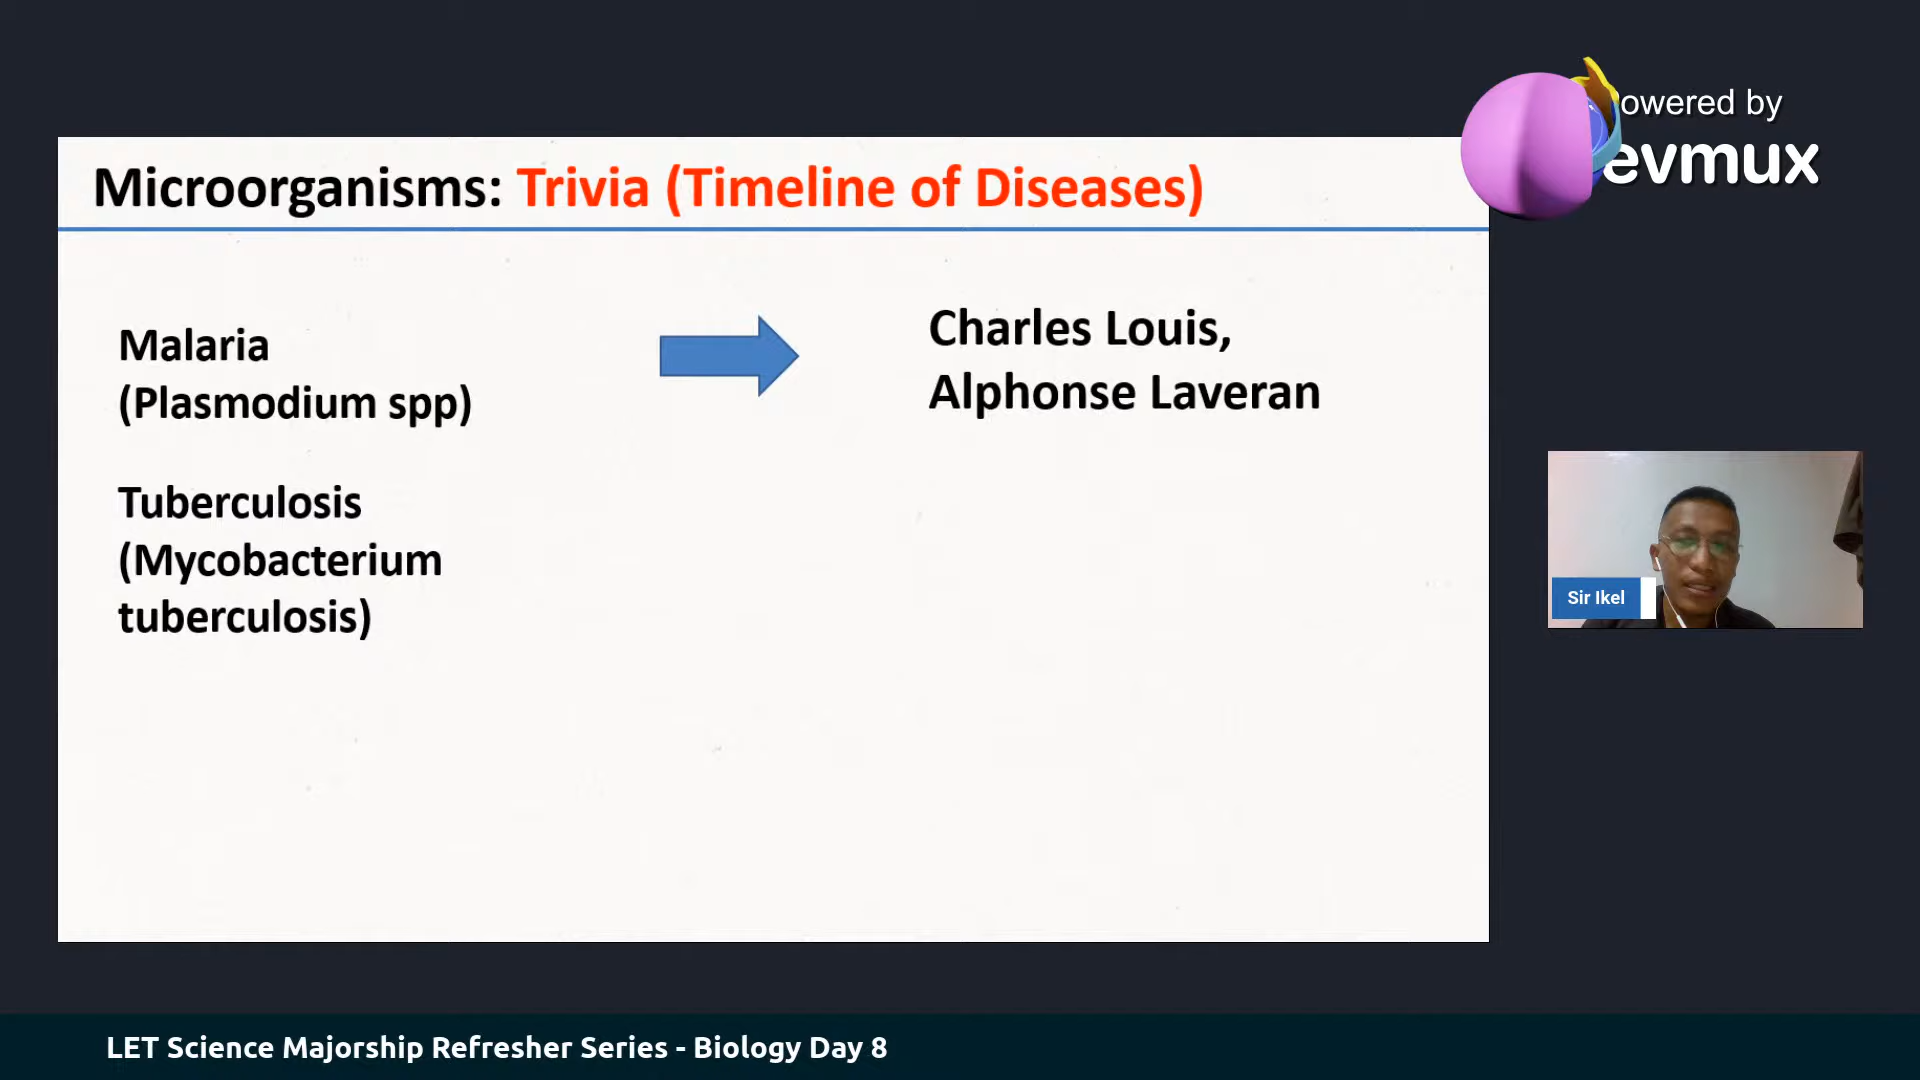 owered by
evmux
Microorganisms: Trivia (Timeline of Diseases)
Malaria
(Plasmodium spp)
Charles Louis,
Alphonse Laveran
Tuberculosis
(Mycobacterium
tuberculosis)
Sir Ikel
LET Science Majorship Refresher Series - Biology Day 8